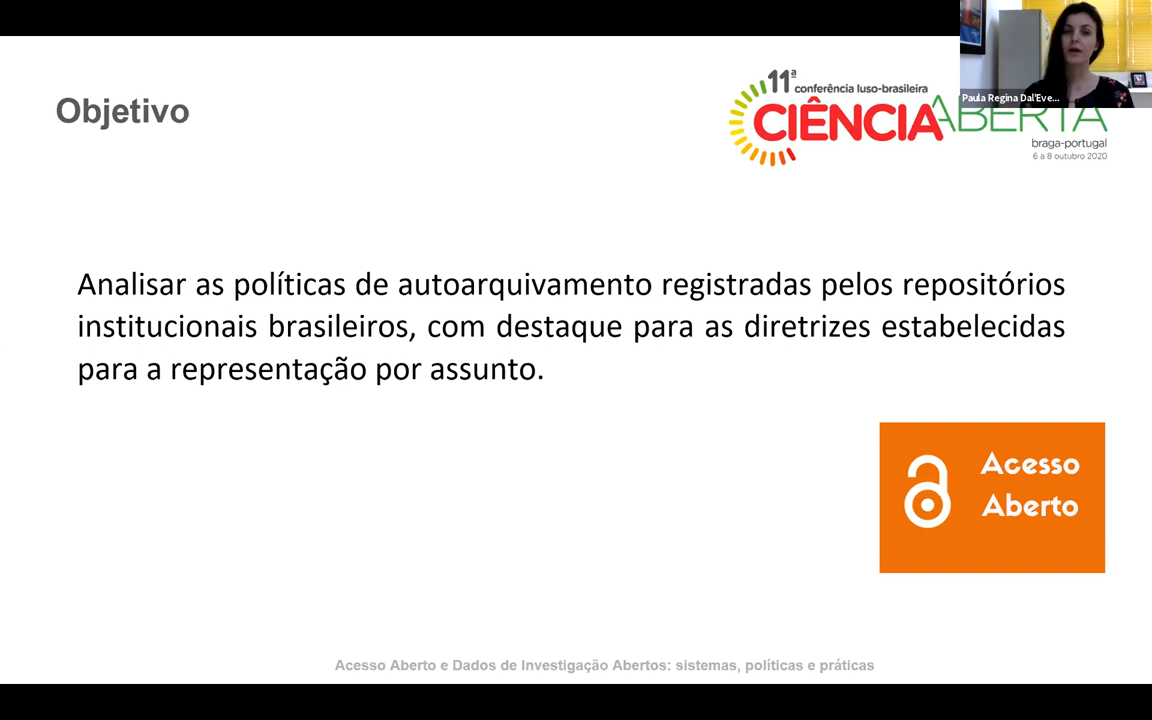 Objetivo
11ª
conferência luso-brasileira
CIÊNCIA ABERTA
braga-portugal
6 a 8 outubro 2020
Paula Regina Dal'Eve...
Analisar as políticas de autoarquivamento registradas pelos repositórios
institucionais brasileiros, com destaque para as diretrizes estabelecidas
para a representação por assunto.
Acesso
Aberto
Acesso Aberto e Dados de Investigação Abertos: sistemas, políticas e práticas